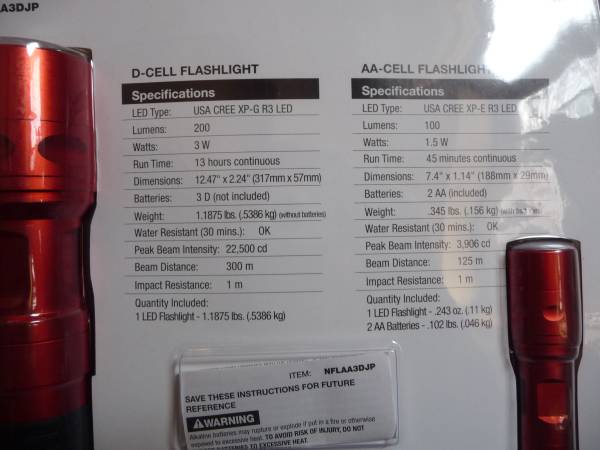 AA3DJP
D-CELL FLASHLIGHT
Specifications
LED Type: USA CREE XP-G R3 LED
Lumens: 200
Watts: 3 W
Run Time: 13 hours continuous
Dimensions: 12.47" x 2.24" (317mm x 57mm)
Batteries: 3 D (not included)
Weight: 1.1875 lbs. (.5386 kg) (without batteries)
Water Resistant (30 mins.): OK
Peak Beam Intensity: 22,500 cd
Beam Distance: 300 m
Impact Resistance: 1 m
Quantity Included:
1 LED Flashlight - 1.1875 lbs. (.5386 kg)
AA-CELL FLASHLIGHT
Specifications
LED Type: USA CREE XP-E R3 LED
Lumens: 100
Watts: 1.5 W
Run Time: 45 minutes continuous
Dimensions: 7.4" x 1.14" (188mm x 29mm)
Batteries: 2 AA (included)
Weight: .345 lbs. (.156 kg)
Water Resistant (30 mins.): OK
Peak Beam Intensity: 3,906 cd
Beam Distance: 125 m
Impact Resistance: 1 m
Quantity Included:
1 LED Flashlight - .243 oz. (.11 kg)
2 AA Batteries - .102 lbs. (.046 kg)
ITEM: NFLAA3DJP
SAVE THESE INSTRUCTIONS FOR FUTURE
REFERENCE
WARNING
Alkaline batteries may rupture or explode if put in a fire or otherwise
exposed to excessive heat. TO AVOID RISK OF INJURY, DO NOT
BATTERIES TO EXCESSIVE HEAT.